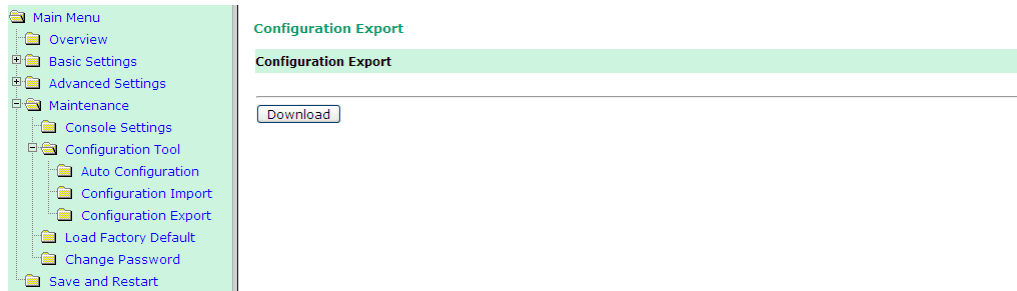 Main Menu
Overview
Basic Settings
Advanced Settings
Maintenance
Console Settings
Configuration Tool
Auto Configuration
Configuration Import
Configuration Export
Load Factory Default
Change Password
Save and Restart
Configuration Export
Configuration Export
Download